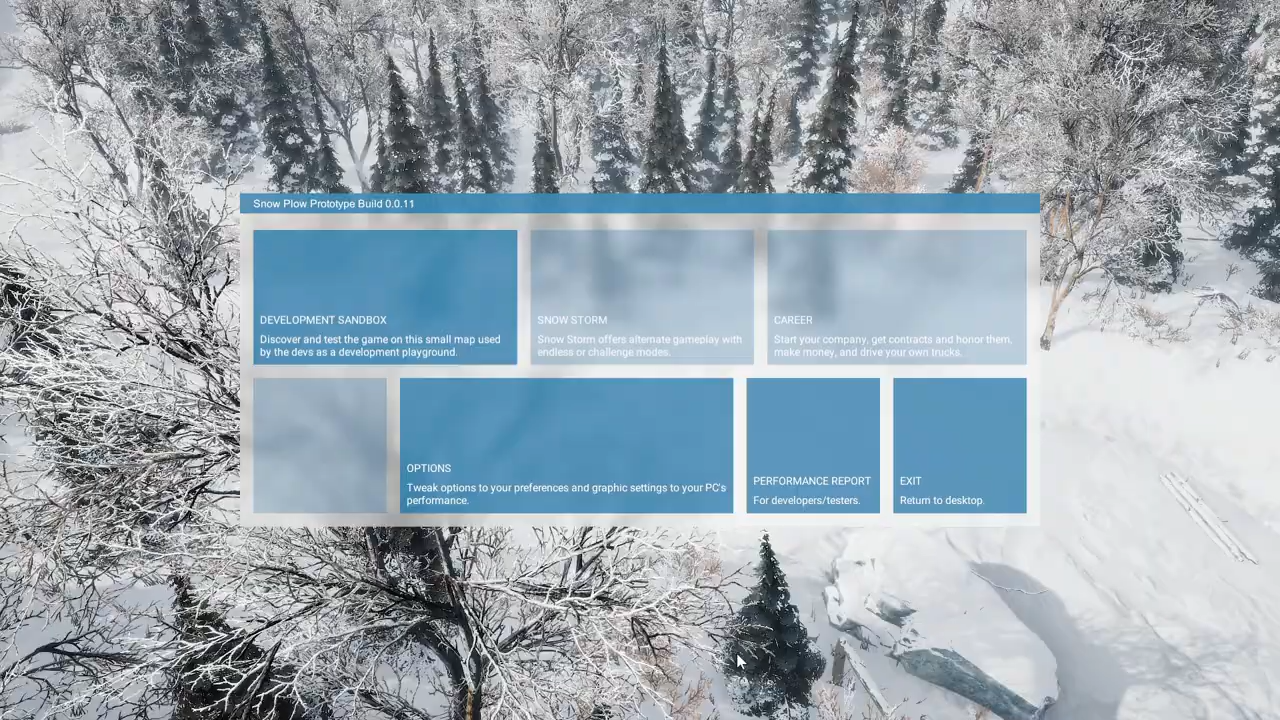 Snow Plow Prototype Build 0.0.11
DEVELOPMENT SANDBOX
Discover and test the game on this small map used
by the devs as a development playground.
SNOW STORM
Snow Storm offers alternate gameplay with
endless or challenge modes.
CAREER
Start your company, get contracts and honor them,
make money, and drive your own trucks.
OPTIONS
Tweak options to your preferences and graphic settings to your PC's
performance.
PERFORMANCE REPORT
For developers/testers.
EXIT
Return to desktop.